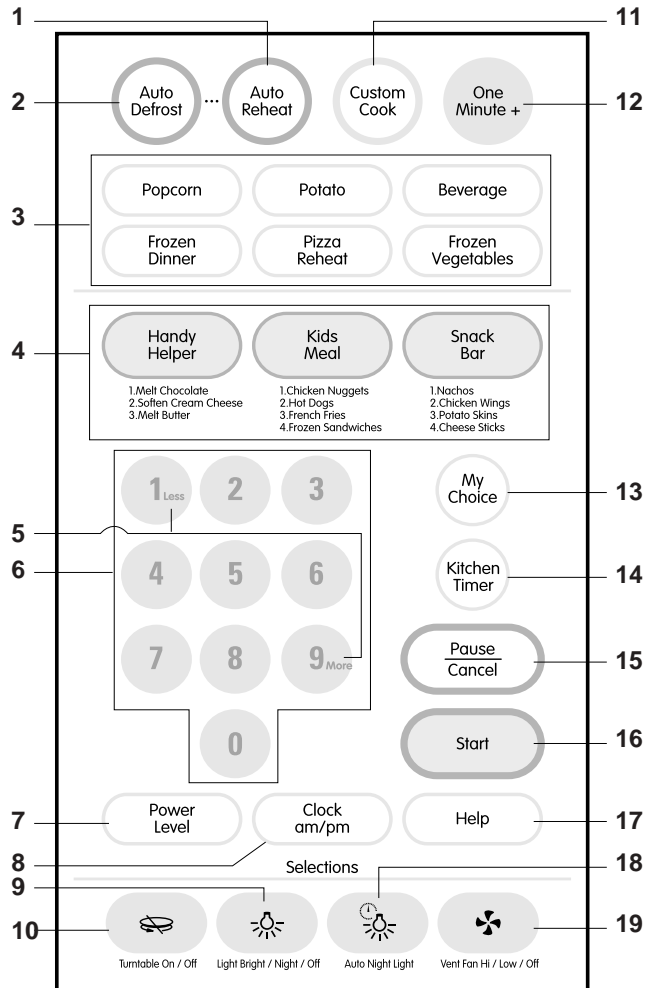 1
11
2
Auto
Defrost
...
Auto
Reheat
Custom
Cook
One
Minute +
12
3
Popcorn
Potato
Beverage
Frozen
Dinner
Pizza
Reheat
Frozen
Vegetables
4
Handy
Helper
1.Melt Chocolate
2.Soften Cream Cheese
3.Melt Butter
Kids
Meal
1.Chicken Nuggets
2.Hot Dogs
3.French Fries
4.Frozen Sandwiches
Snack
Bar
1.Nachos
2.Chicken Wings
3.Potato Skins
4.Cheese Sticks
1 Less
2
3
My
Choice
13
5
6
4
5
6
Kitchen
Timer
14
7
8
9 More
Pause
Cancel
15
0
Start
16
7
Power
Level
Clock
am/pm
Help
17
8
Selections
18
9
10
19
Turntable On / Off
Light Bright / Night / Off
Auto Night Light
Vent Fan Hi / Low / Off